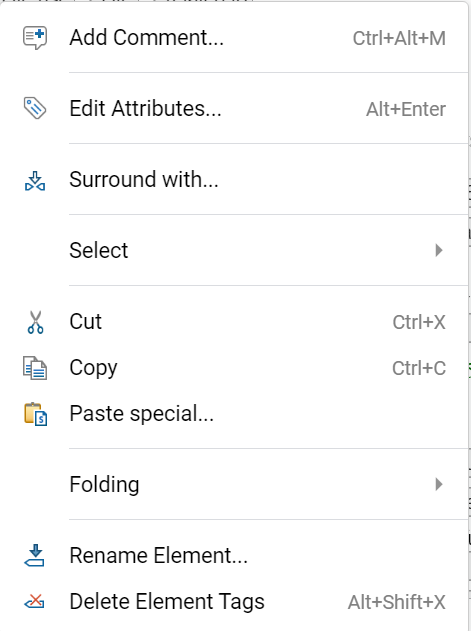 Add Comment... Ctrl+Alt+M
Edit Attributes... Alt+Enter
Surround with...
Select
Cut Ctrl+X
Copy Ctrl+C
Paste special...
Folding
Rename Element...
Delete Element Tags Alt+Shift+X